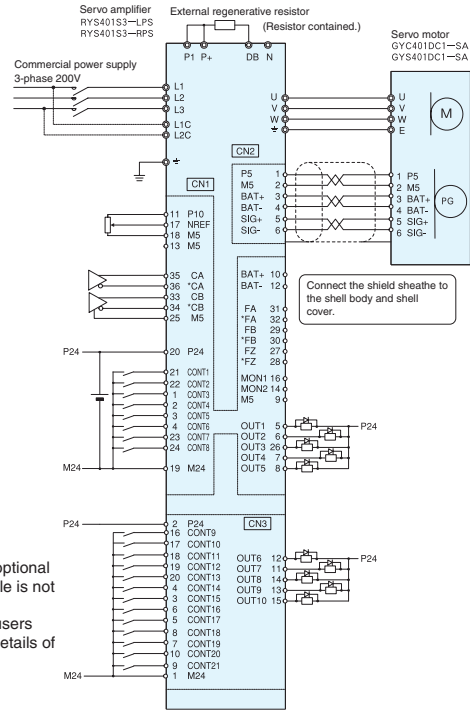 Servo amplifier
RYS401S3-LPS
RYS401S3-RPS
External regenerative resistor
(Resistor contained.)
Servo motor
GYC401DC1-SA
GYS401DC1-SA
Commercial power supply
3-phase 200V
P1 P+ DB N
L1
L2
L3
L1C
L2C
U
V
W
U
V
W
E
M
CN2
CN1
P5 1
M5 2
BAT+ 3
BAT- 4
SIG+ 5
SIG- 6
1 P5
2 M5
3 BAT+
4 BAT-
5 SIG+
6 SIG-
PG
11 P10
17 NREF
18 M5
13 M5
35 CA
36 *CA
33 CB
34 *CB
25 M5
BAT+ 10
BAT- 12
Connect the shield sheathe to
the shell body and shell
cover.
FA 31
*FA 32
FB 29
*FB 30
FZ 27
*FZ 28
MON1 16
MON2 14
M5 9
P24
20 P24
21 CONT1
22 CONT2
1 CONT3
2 CONT4
3 CONT5
4 CONT6
23 CONT7
24 CONT8
M24
19 M24
OUT1 5
OUT2 6
OUT3 26
OUT4 7
OUT5 8
P24
P24
2 P24
CN3
16 CONT9
17 CONT10
18 CONT11
19 CONT12
20 CONT13
4 CONT14
3 CONT15
6 CONT16
5 CONT17
8 CONT18
7 CONT19
10 CONT20
9 CONT21
M24
1 M24
OUT6 12
OUT7 11
OUT8 14
OUT9 13
OUT10 15
P24
optional
le is not
users
etails of